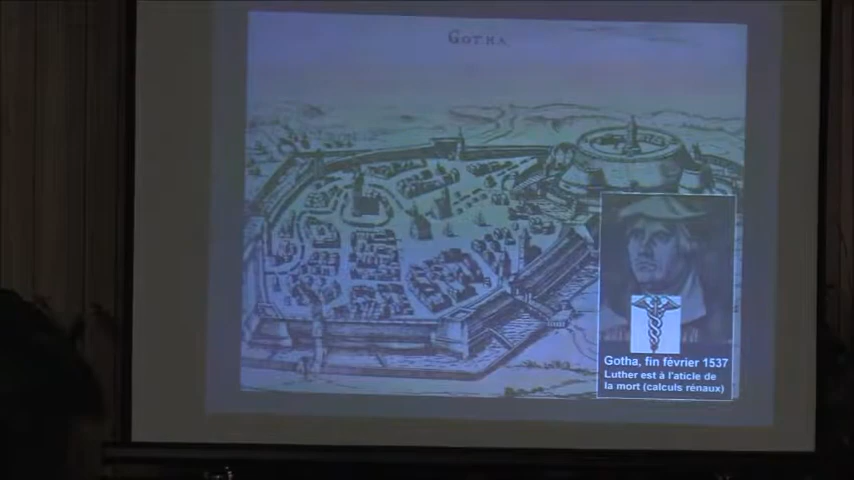 GOTHA
Gotha, fin février 1537
Luther est à l'aticle de
la mort (calculs rénaux)